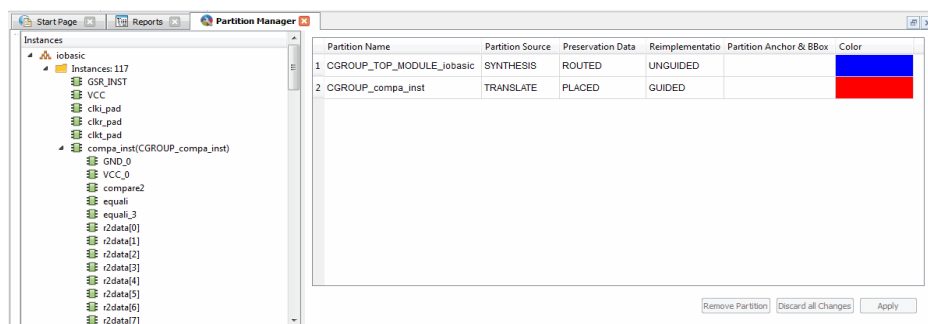 Start Page Reports Partition Manager
Instances
iobasic
Instances: 117
GSR_INST
VCC
clki_pad
clkr_pad
clkt_pad
compa_inst(CGROUP_compa_inst)
GND_0
VCC_0
compare2
equali
equali_3
r2data[0]
r2data[1]
r2data[2]
r2data[3]
r2data[4]
r2data[5]
r2data[6]
r2data[7]
Partition Name Partition Source Preservation Data Reimplementatio Partition Anchor & BBox Color
1 CGROUP_TOP_MODULE_iobasic SYNTHESIS ROUTED UNGUIDED
2 CGROUP_compa_inst TRANSLATE PLACED GUIDED
Remove Partition Discard all Changes Apply